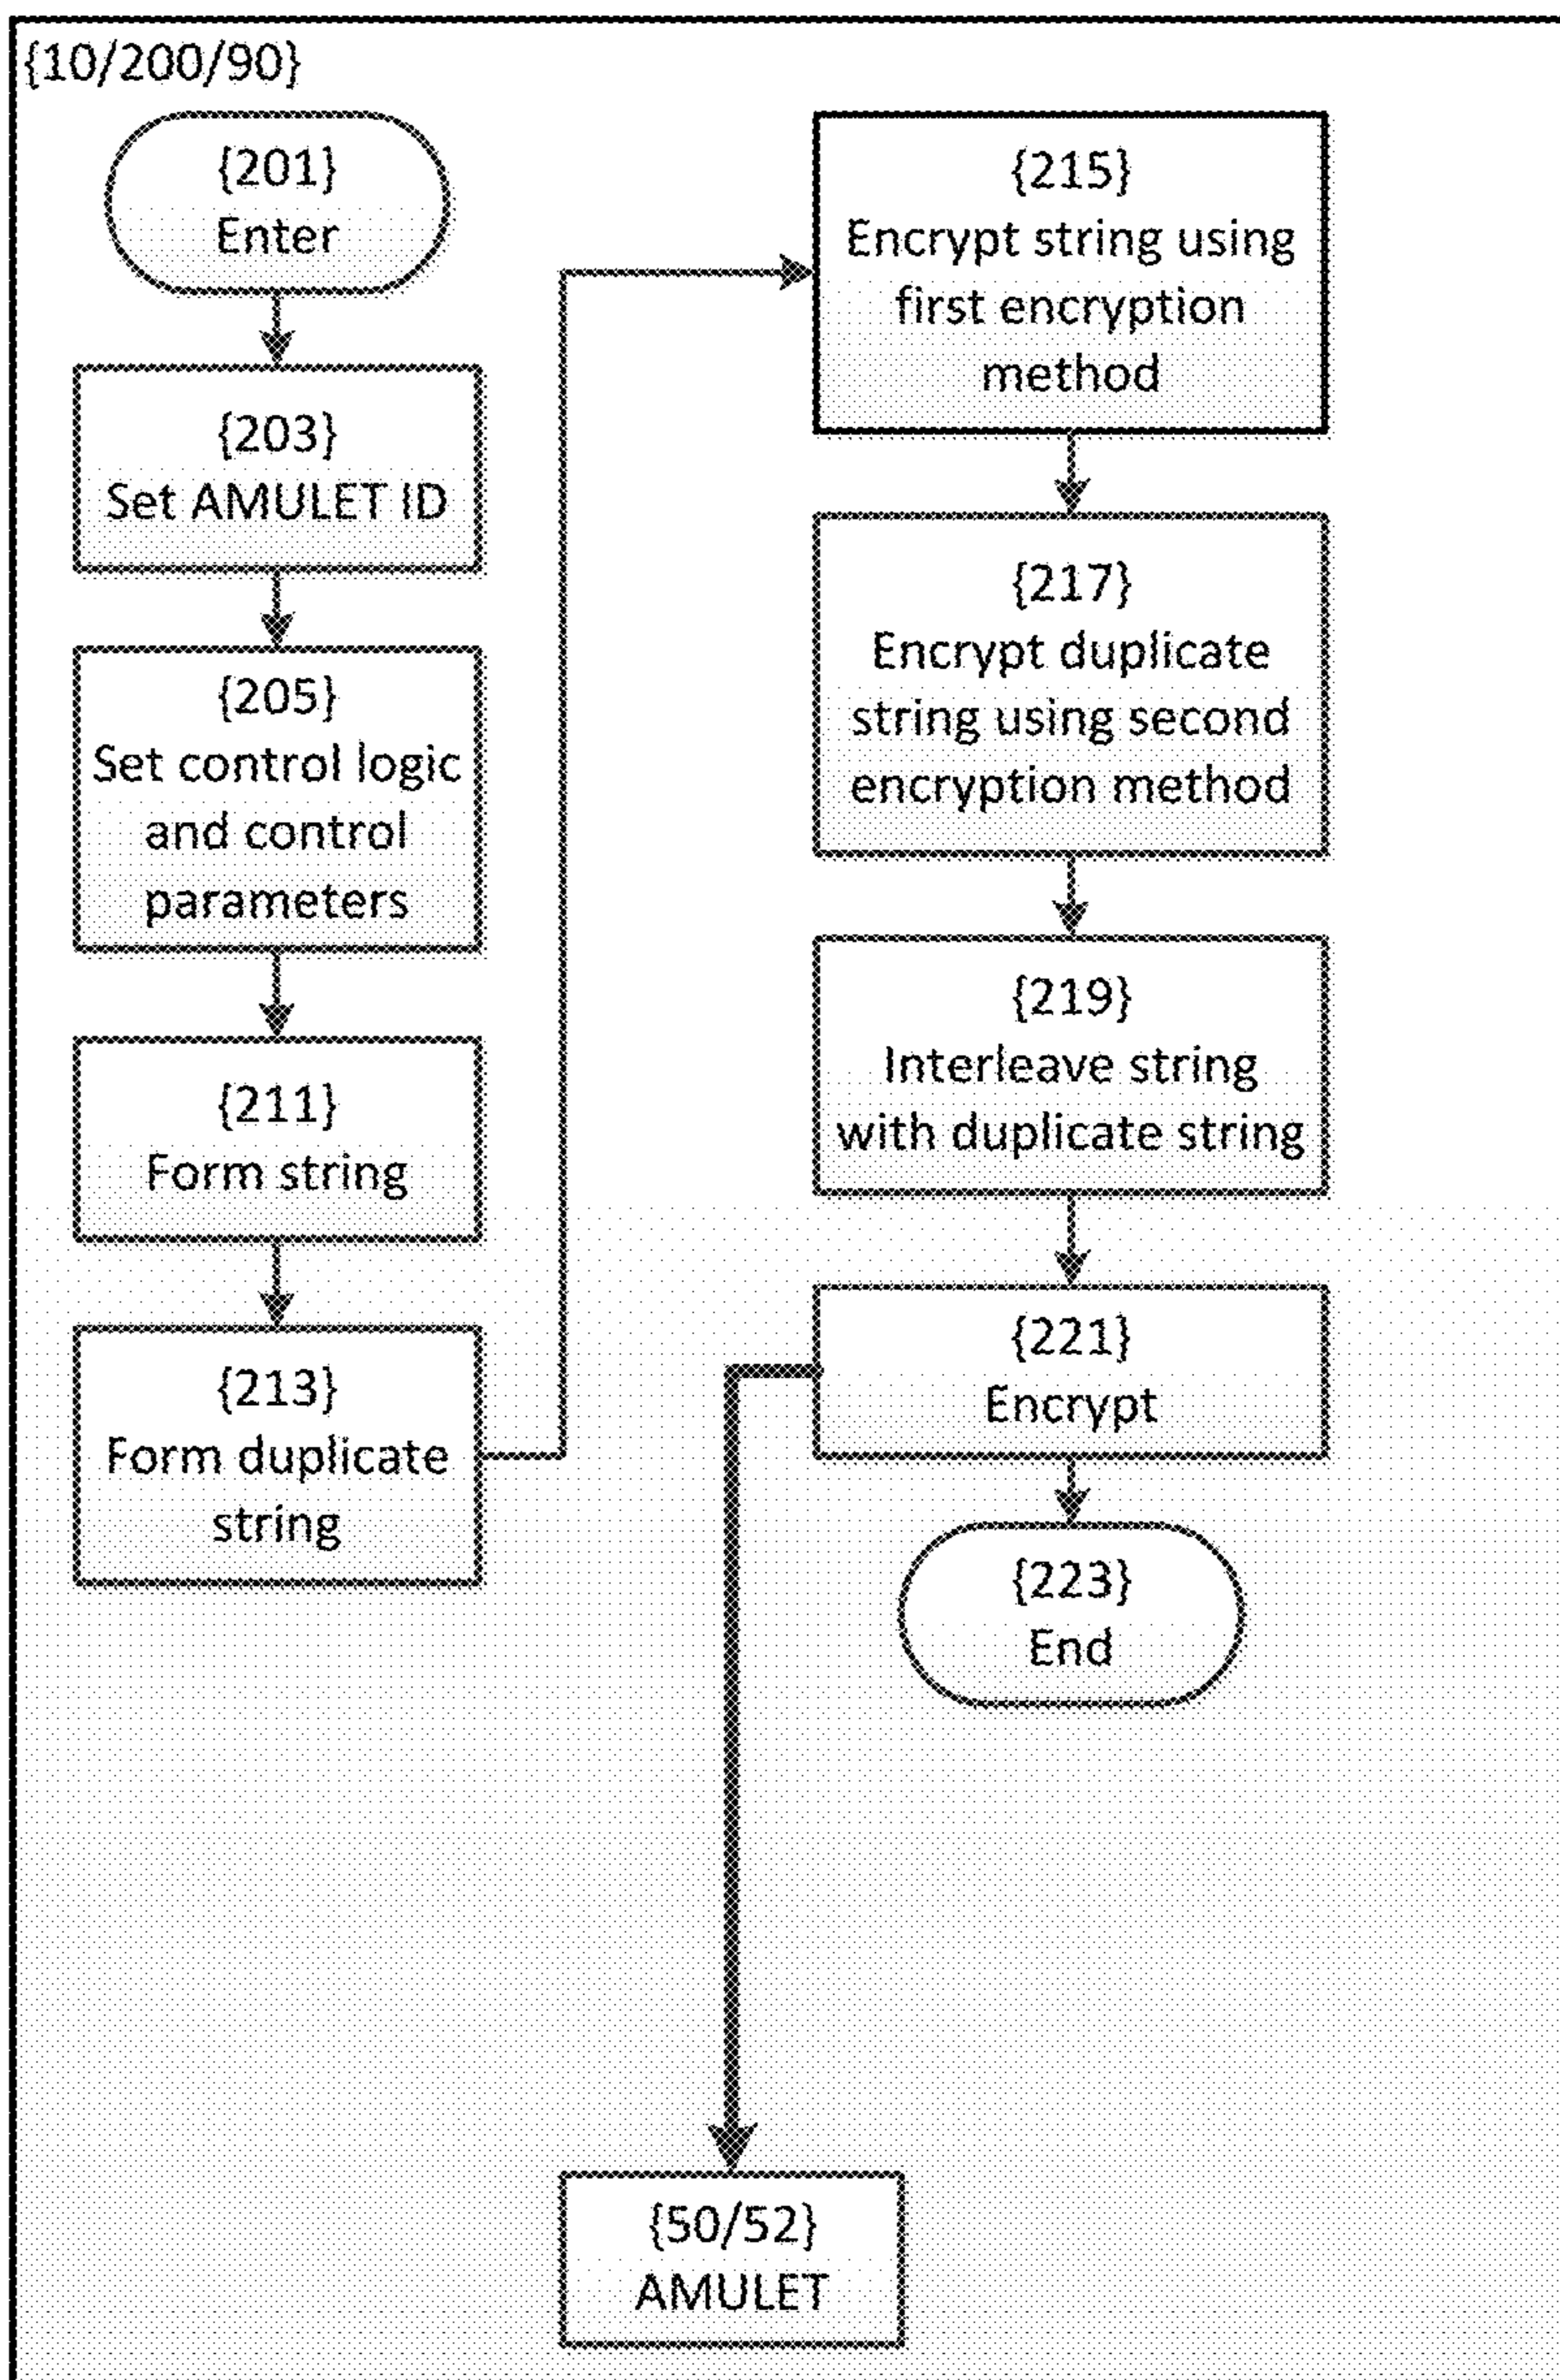 {10/200/90}
{201}
Enter
{203}
Set AMULET ID
{205}
Set control logic
and control
parameters
{211}
Form string
{213}
Form duplicate
string
{215}
Encrypt string using
first encryption
method
{217}
Encrypt duplicate
string using second
encryption method
{219}
Interleave string
with duplicate string
{221}
Encrypt
{223}
End
{50/52}
AMULET